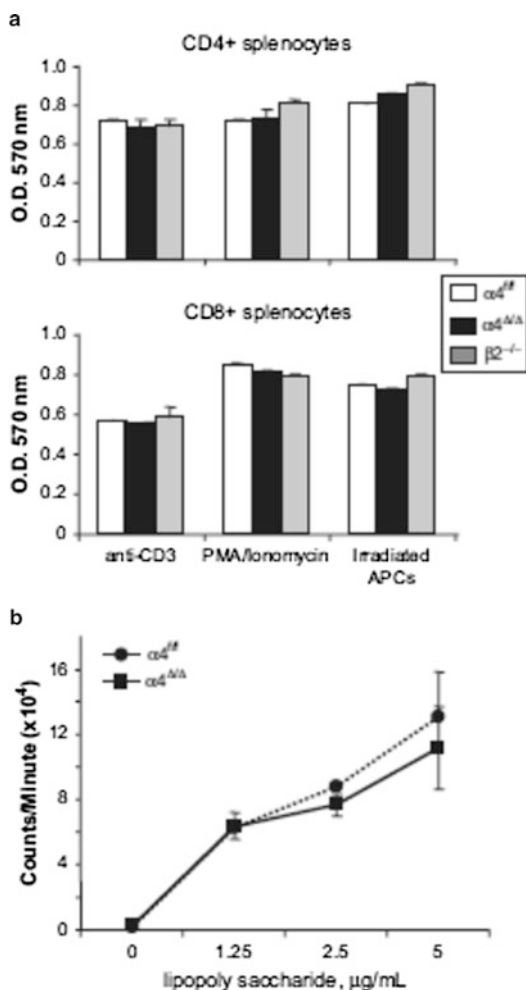 a
CD4+ splenocytes
O.D. 570 nm
1.0
0.8
0.6
0.4
0.2
0
α4f/f
α4Δ/Δ
β2−/−
CD8+ splenocytes
O.D. 570 nm
1.0
0.8
0.6
0.4
0.2
0
anti-CD3
PMA/Ionomycin
Irradiated
APCs
b
α4f/f
α4Δ/Δ
Counts/Minute (x10⁴)
16
12
8
4
0
0
1.25
2.5
5
lipopoly saccharide, μg/mL